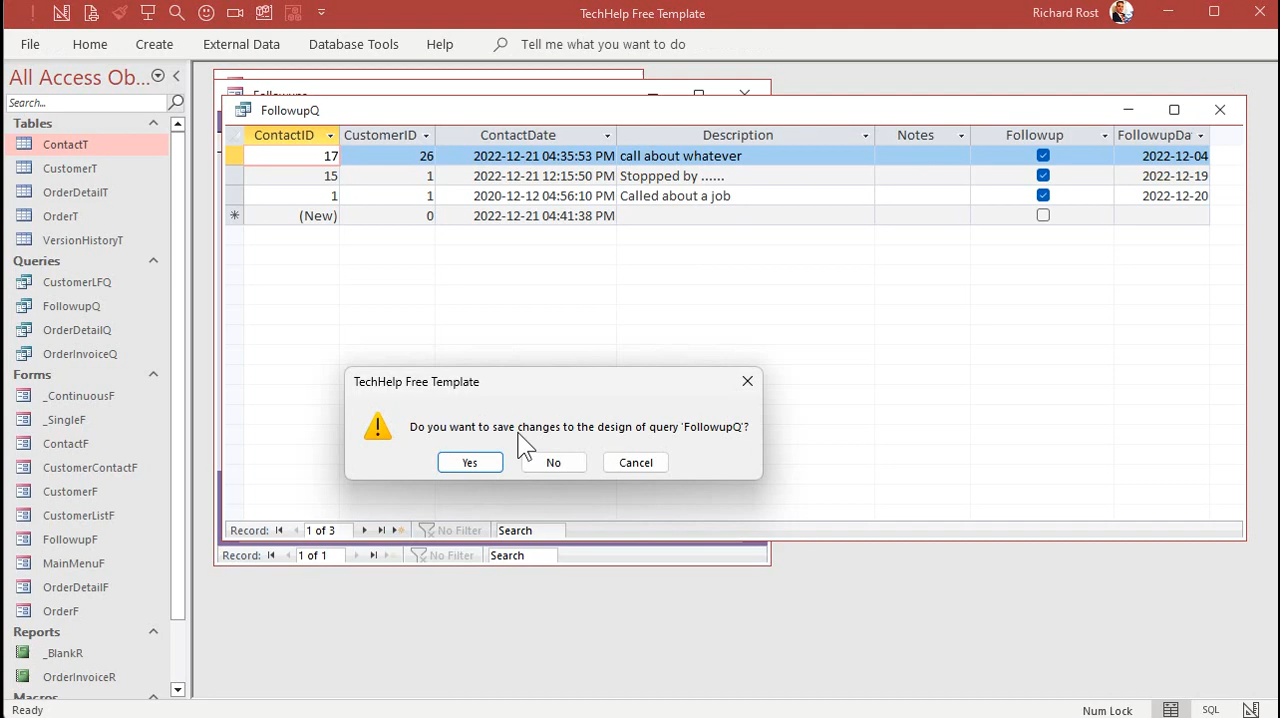 TechHelp Free Template
Richard Rost
File Home Create External Data Database Tools Help Tell me what you want to do
All Access Ob...
Search...
Tables
ContactT
CustomerT
OrderDetailT
OrderT
VersionHistoryT
Queries
CustomerLFQ
FollowupQ
OrderDetailQ
OrderInvoiceQ
Forms
_ContinuousF
_SingleF
ContactF
CustomerContactF
CustomerF
CustomerListF
FollowupF
MainMenuF
OrderDetailF
OrderF
Reports
_BlankR
OrderInvoiceR
Macros
FollowupQ
ContactID CustomerID ContactDate Description Notes Followup FollowupDa
17 26 2022-12-21 04:35:53 PM call about whatever 2022-12-04
15 1 2022-12-21 12:15:50 PM Stoppped by ...... 2022-12-19
1 1 2020-12-12 04:56:10 PM Called about a job 2022-12-20
(New) 0 2022-12-21 04:41:38 PM
TechHelp Free Template
Do you want to save changes to the design of query 'FollowupQ'?
Yes No Cancel
Record: 1 of 3 No Filter Search
Record: 1 of 1 No Filter Search
Ready
Num Lock SQL